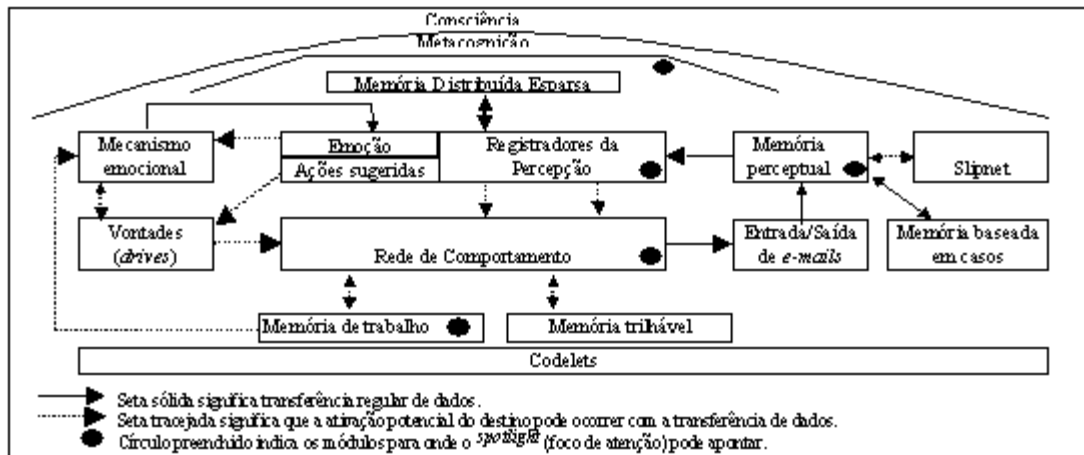 Consciência
Metacognição
Memória Distribuída Esparsa
Mecanismo
emocional
Emoção
Ações sugeridas
Registradores da
Percepção
Memória
perceptual
Slipnet
Vontades
(drives)
Rede de Comportamento
Entrada/Saída
de e-mails
Memória baseada
em casos
Memória de trabalho
Memória trilhável
Codelets
Seta sólida significa transferência regular de dados.
Seta tracejada significa que a ativação potencial do destino pode ocorrer com a transferência de dados.
Círculo preenchido indica os módulos para onde o spotlight (foco de atenção) pode apontar.